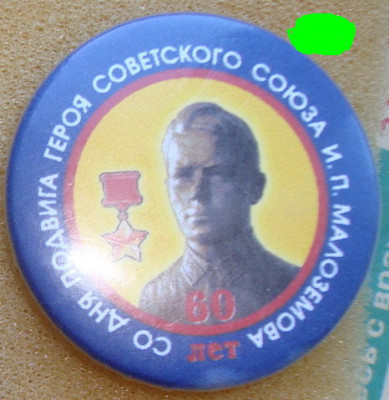 60
лет
СО ДНЯ ПОДВИГА ГЕРОЯ СОВЕТСКОГО СОЮЗА И.П. МАЛОЗЕМОВА